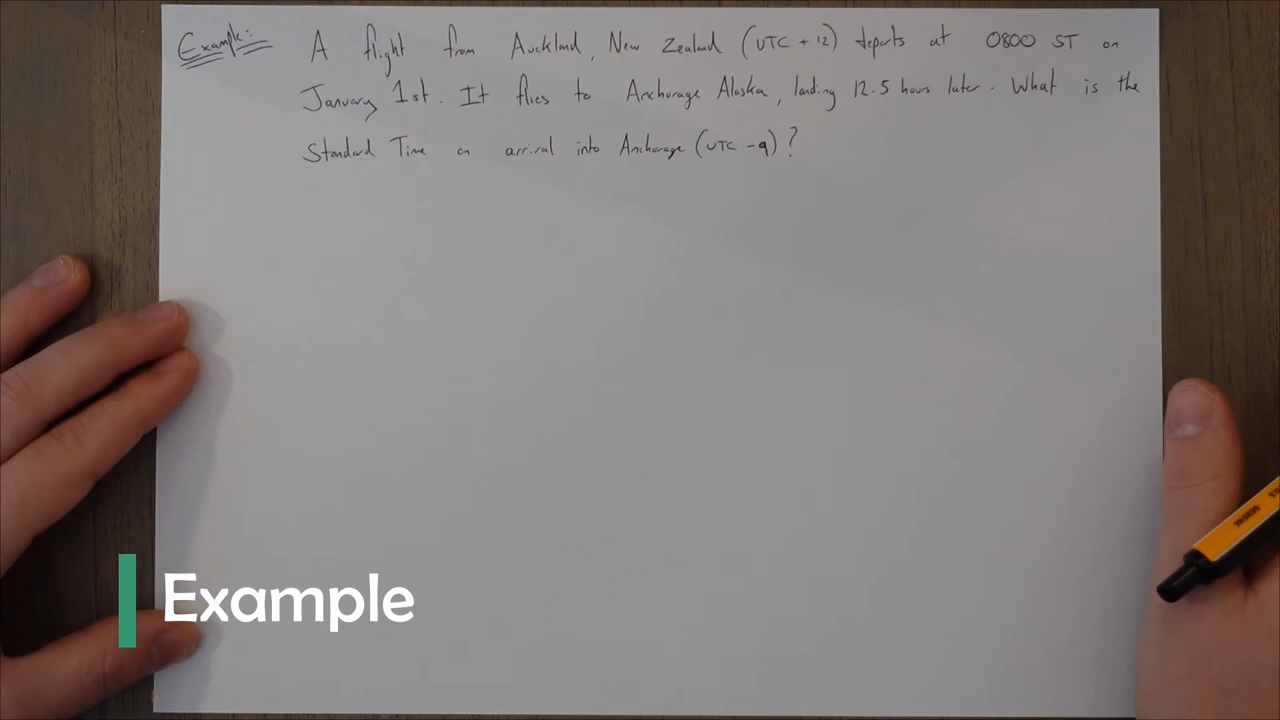 Example: A flight from Auckland, New Zealand (UTC + 12) departs at 0800 ST on
January 1st. It flies to Anchorage Alaska, landing 12.5 hours later. What is the
Standard Time on arrival into Anchorage (UTC -9)?
Example